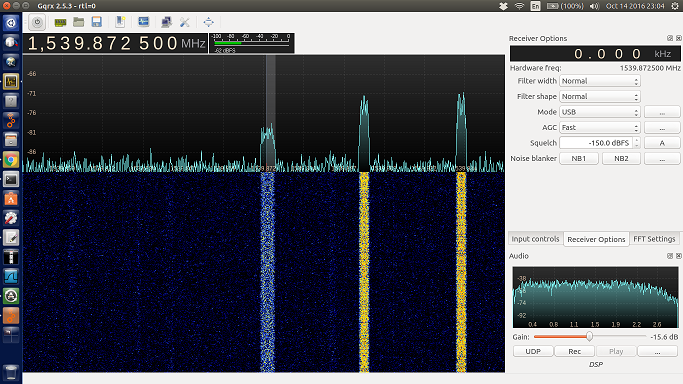 Gqrx 2.5.3 - rtl=0
En
(100%)
Oct 14 2016 23:04
1,539.872 500 MHz
-100 -80 -60 -40 -20 0
-62 dBFS
-66
-71
-76
-81
-86
Receiver Options
0.000 kHz
Hardware freq: 1539.872500 MHz
Filter width Normal
Filter shape Normal
Mode USB ...
AGC Fast ...
Squelch -150.0 dBFS A
Noise blanker NB1 NB2 ...
Input controls Receiver Options FFT Settings
Audio
-38
-74
-92
0.4 0.8 1.1 1.5 1.9 2.3 2.6
Gain: -15.6 dB
UDP Rec Play ...
DSP